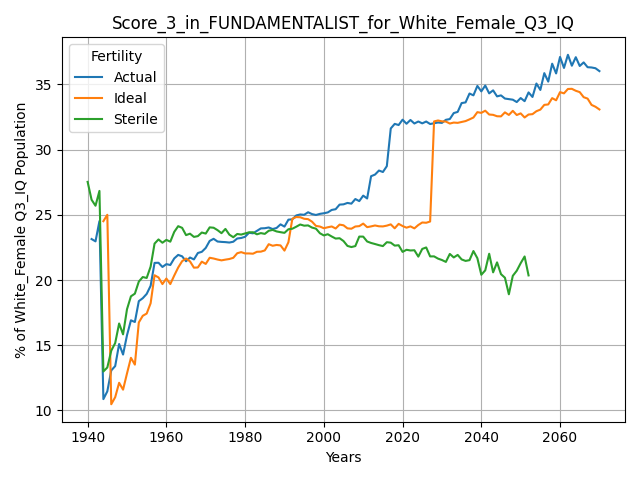 Score_3_in_FUNDAMENTALIST_for_White_Female_Q3_IQ
% of White_Female Q3_IQ Population
35
30
25
20
15
10
Fertility
Actual
Ideal
Sterile
1940 1960 1980 2000 2020 2040 2060
Years